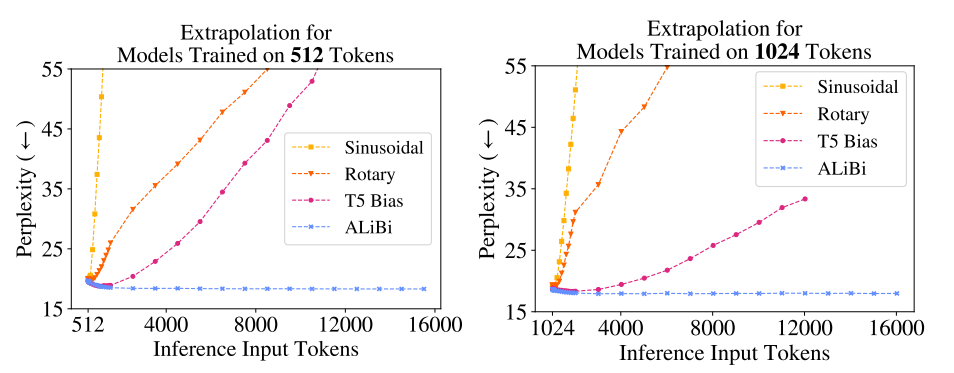 Extrapolation for
Models Trained on 512 Tokens
55
45
35
25
15
Perplexity (←)
Sinusoidal
Rotary
T5 Bias
ALiBi
512
4000
8000
12000
16000
Inference Input Tokens
Extrapolation for
Models Trained on 1024 Tokens
55
45
35
25
15
Perplexity (←)
Sinusoidal
Rotary
T5 Bias
ALiBi
1024
4000
8000
12000
16000
Inference Input Tokens